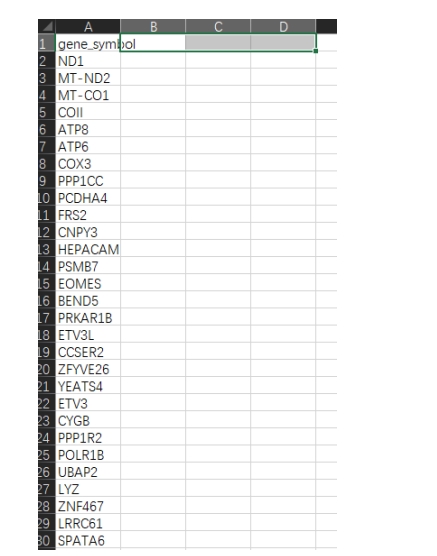 A B C D
1 gene_symbol
2 ND1
3 MT-ND2
4 MT-CO1
5 COII
6 ATP8
7 ATP6
8 COX3
9 PPP1CC
10 PCDHA4
11 FRS2
12 CNPY3
13 HEPACAM
14 PSMB7
15 EOMES
16 BEND5
17 PRKAR1B
18 ETV3L
19 CCSER2
20 ZFYVE26
21 YEATS4
22 ETV3
23 CYGB
24 PPP1R2
25 POLR1B
26 UBAP2
27 LYZ
28 ZNF467
29 LRRC61
30 SPATA6